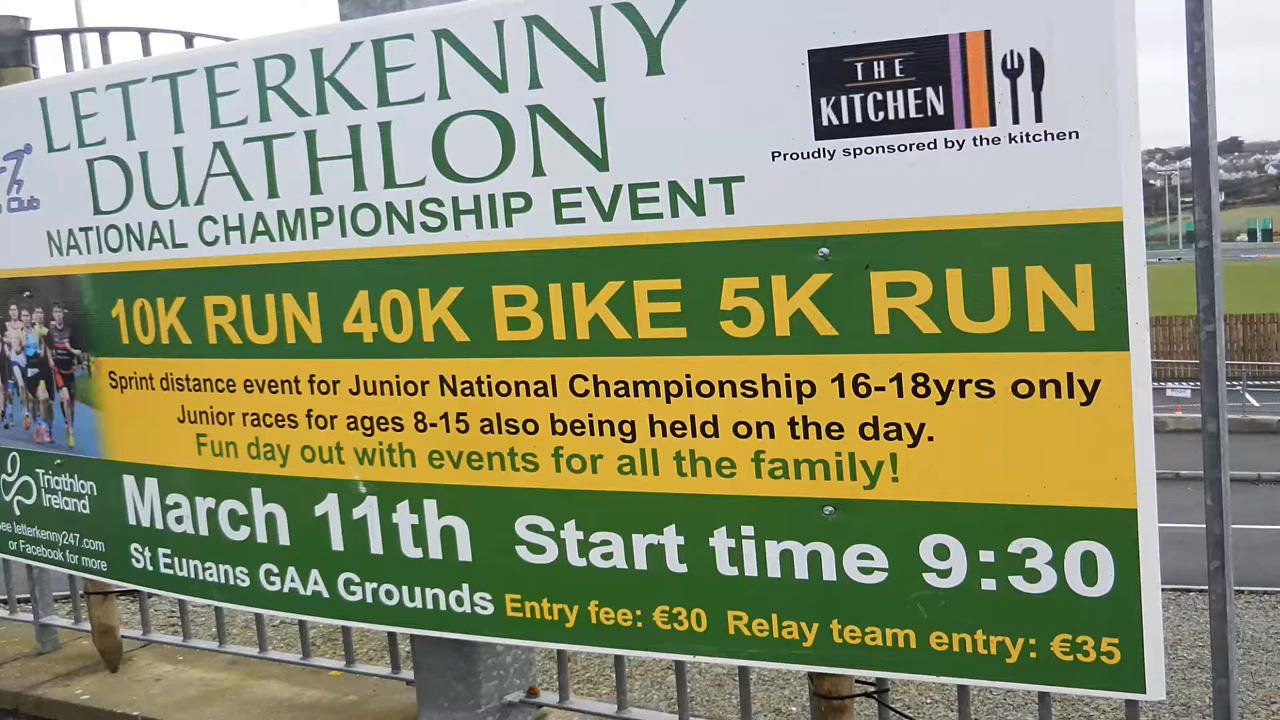 LETTERKENNY
DUATHLON
NATIONAL CHAMPIONSHIP EVENT
Club
THE
KITCHEN
Proudly sponsored by the kitchen
10K RUN 40K BIKE 5K RUN
Sprint distance event for Junior National Championship 16-18yrs only
Junior races for ages 8-15 also being held on the day.
Fun day out with events for all the family!
Triathlon
Ireland
see letterkenny247.com
or Facebook for more
March 11th Start time 9:30
St Eunans GAA Grounds
Entry fee: €30 Relay team entry: €35